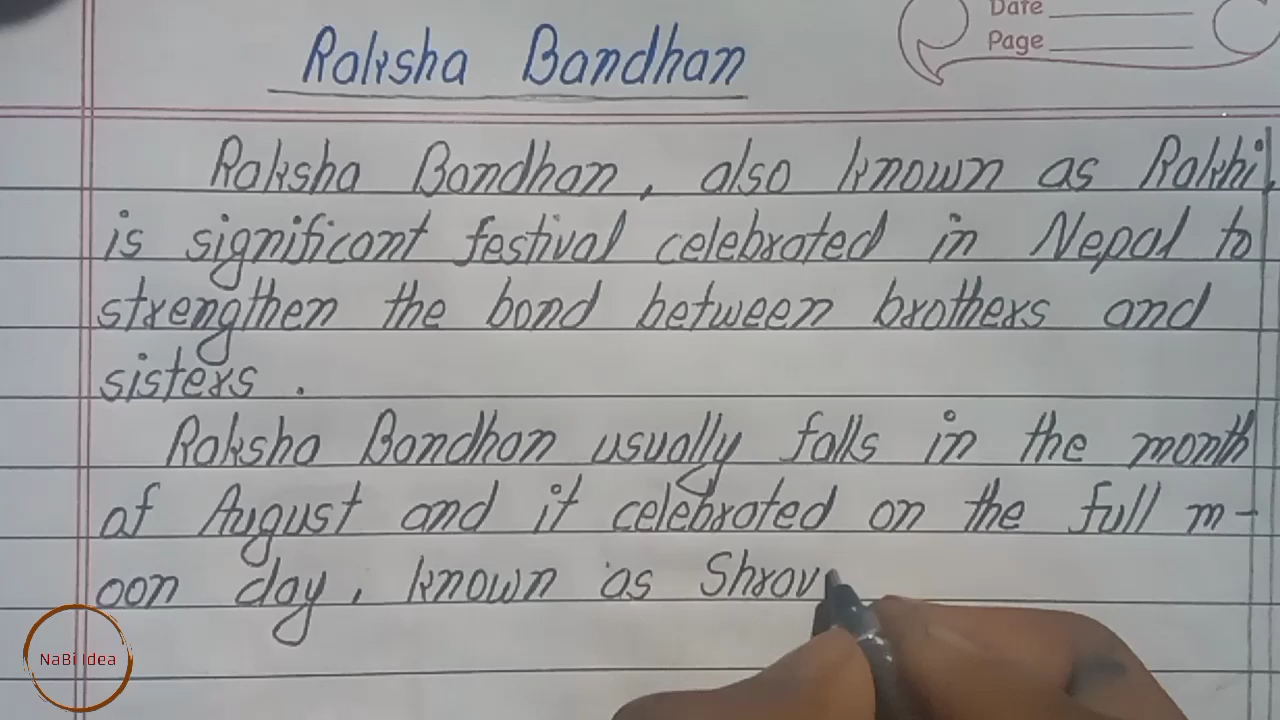 Date
Page
Raksha Bandhan
Raksha Bandhan, also known as Rakhi,
is significant festival celebrated in Nepal to
strengthen the bond between brothers and
sisters.
Raksha Bandhan usually falls in the month
of August and it celebrated on the full m-
oon day, known as Shrav
NaBi Idea